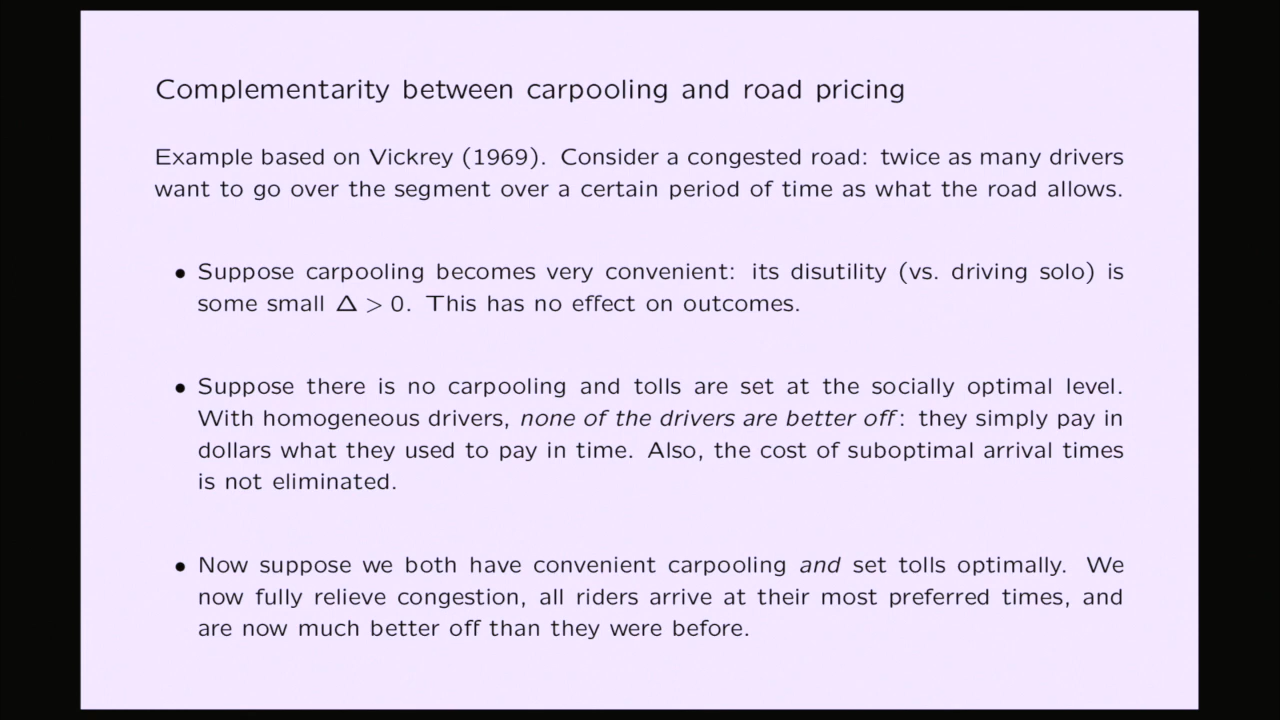 Complementarity between carpooling and road pricing
Example based on Vickrey (1969). Consider a congested road: twice as many drivers
want to go over the segment over a certain period of time as what the road allows.
• Suppose carpooling becomes very convenient: its disutility (vs. driving solo) is
some small Δ > 0. This has no effect on outcomes.
• Suppose there is no carpooling and tolls are set at the socially optimal level.
With homogeneous drivers, none of the drivers are better off: they simply pay in
dollars what they used to pay in time. Also, the cost of suboptimal arrival times
is not eliminated.
• Now suppose we both have convenient carpooling and set tolls optimally. We
now fully relieve congestion, all riders arrive at their most preferred times, and
are now much better off than they were before.